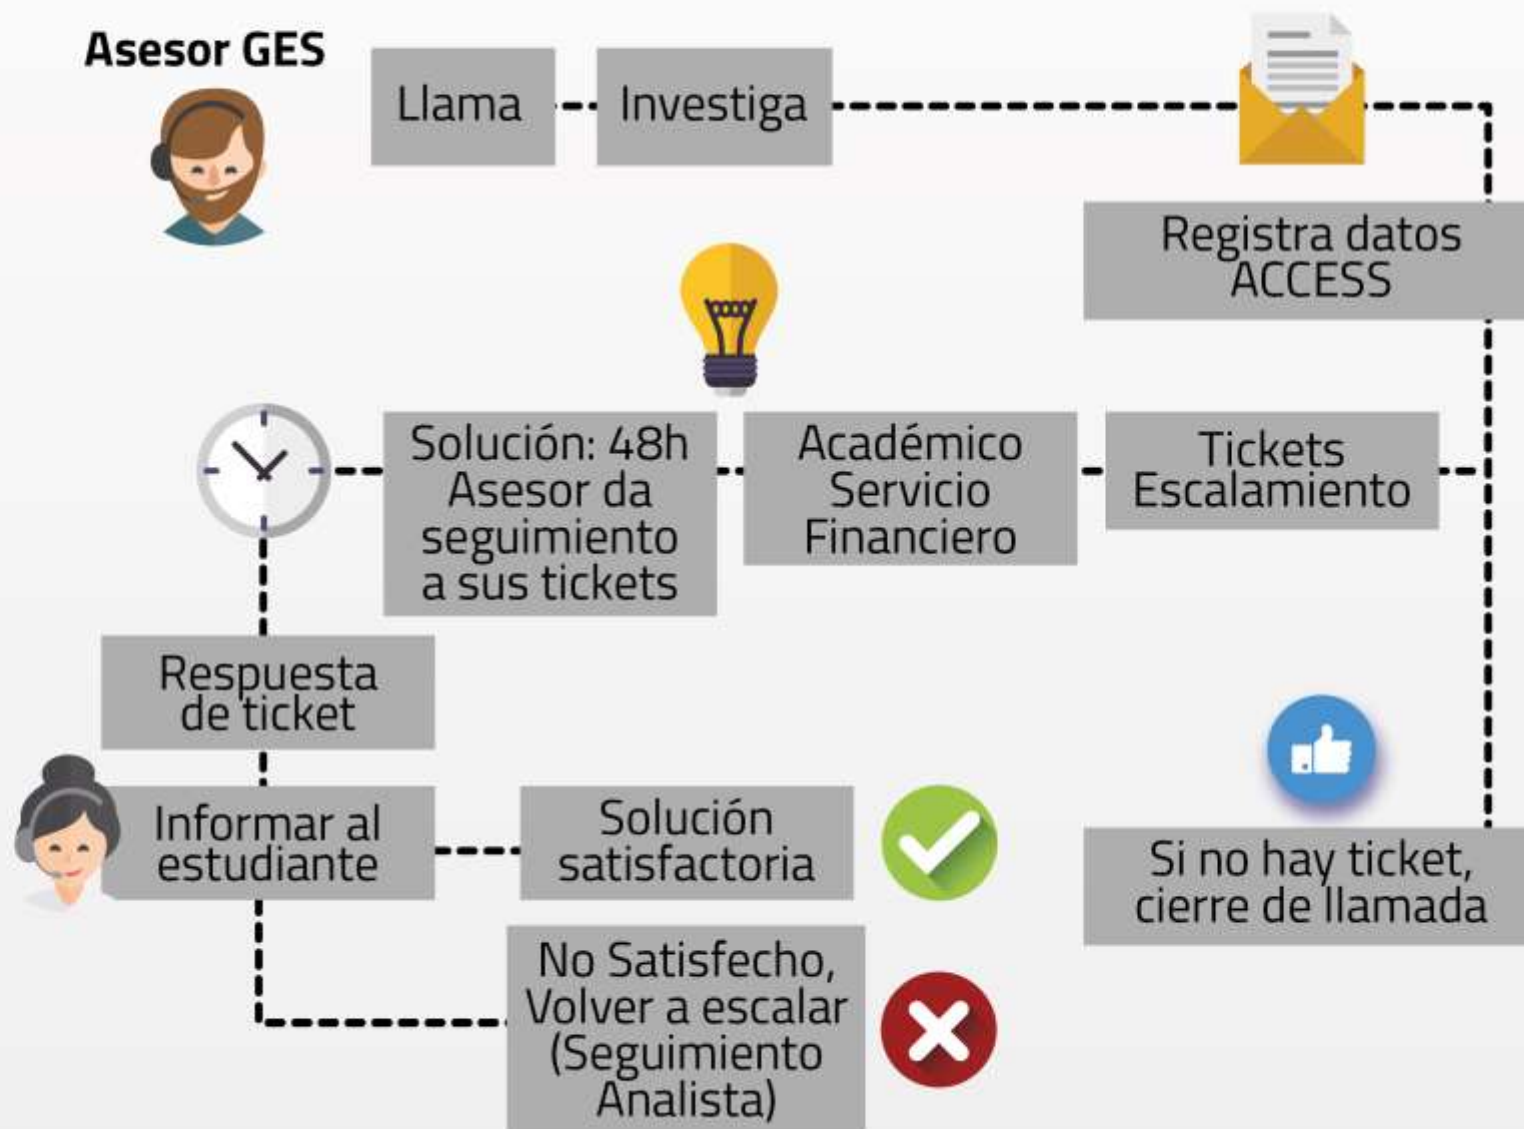 Asesor GES
Llama
Investiga
Registra datos
ACCESS
Tickets
Escalamiento
Académico
Servicio
Financiero
Solución: 48h
Asesor da
seguimiento
a sus tickets
Respuesta
de ticket
Informar al
estudiante
Solución
satisfactoria
No Satisfecho,
Volver a escalar
(Seguimiento
Analista)
Si no hay ticket,
cierre de llamada